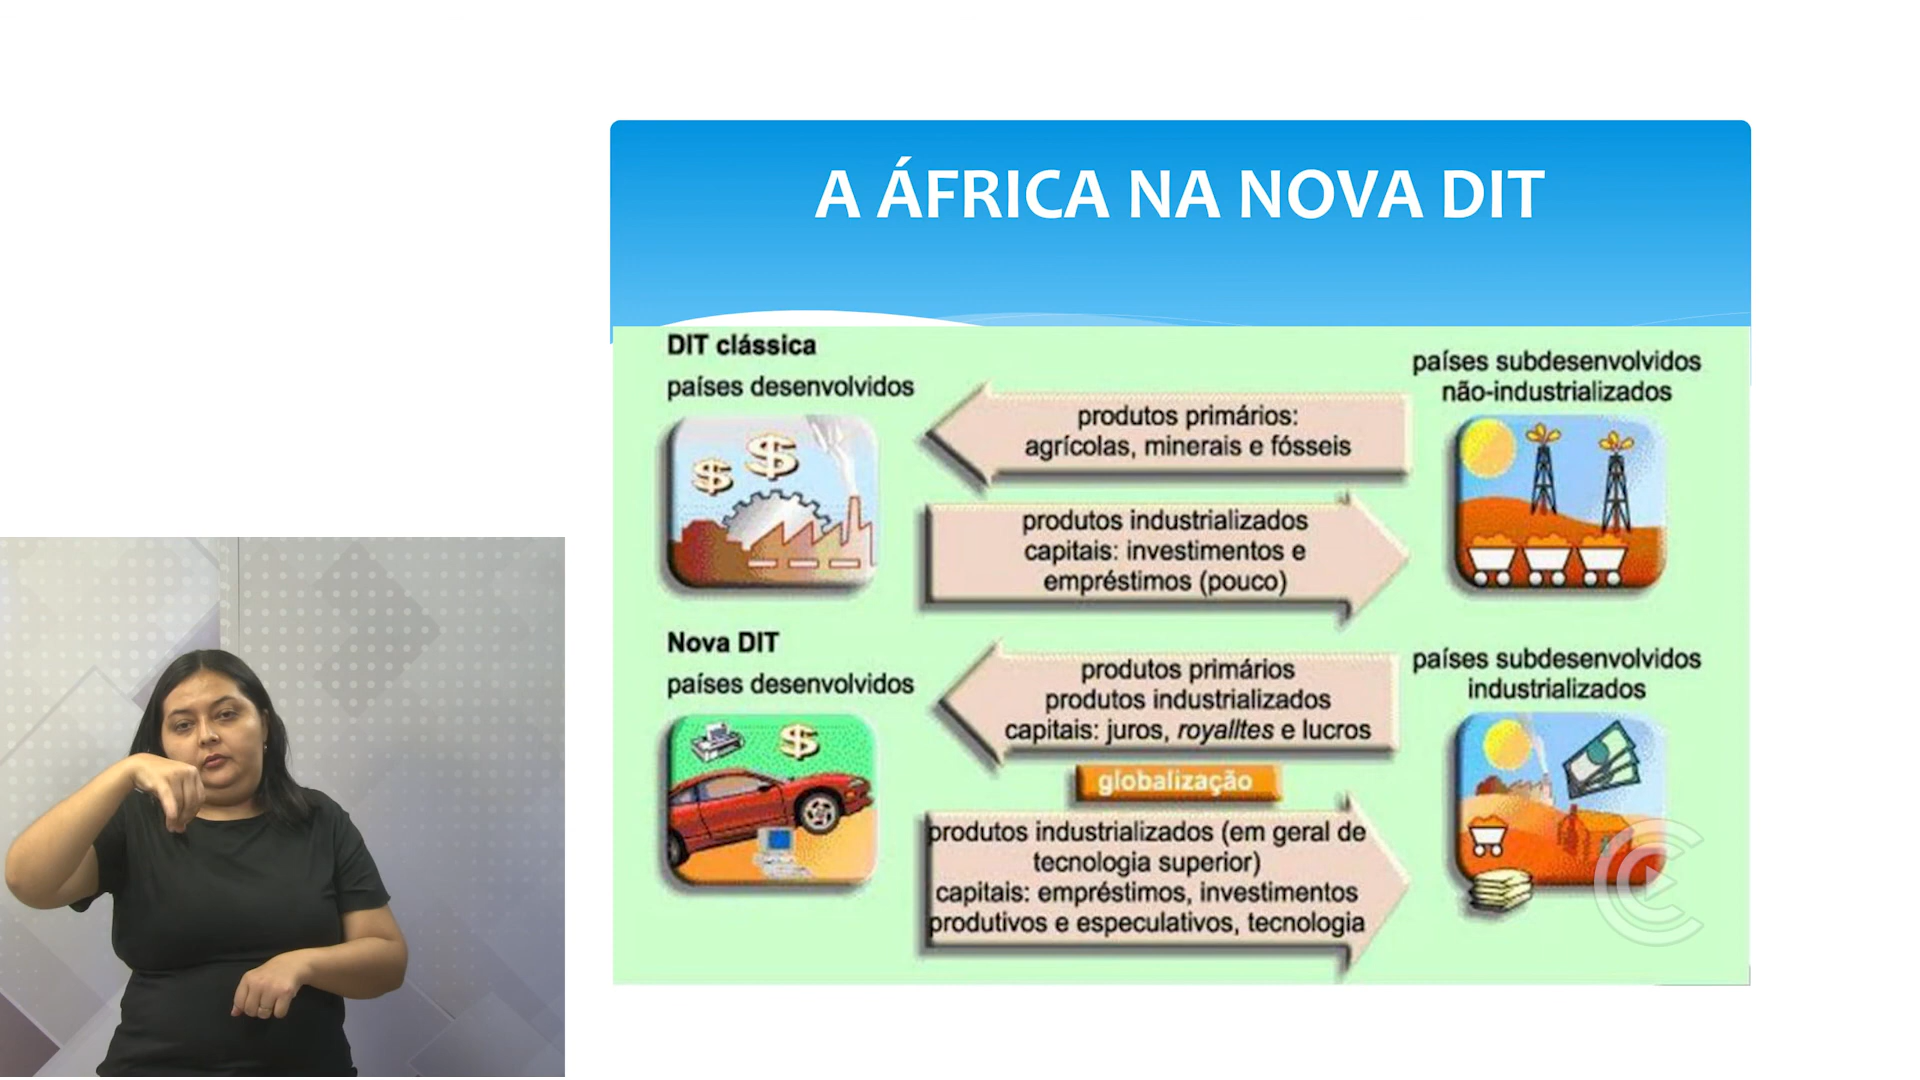 A ÁFRICA NA NOVA DIT
DIT clássica
países desenvolvidos
países subdesenvolvidos
não-industrializados
produtos primários:
agrícolas, minerais e fósseis
produtos industrializados
capitais: investimentos e
empréstimos (pouco)
Nova DIT
países desenvolvidos
países subdesenvolvidos
industrializados
produtos primários
produtos industrializados
capitais: juros, royalltes e lucros
globalização
produtos industrializados (em geral de
tecnologia superior)
capitais: empréstimos, investimentos
produtivos e especulativos, tecnologia